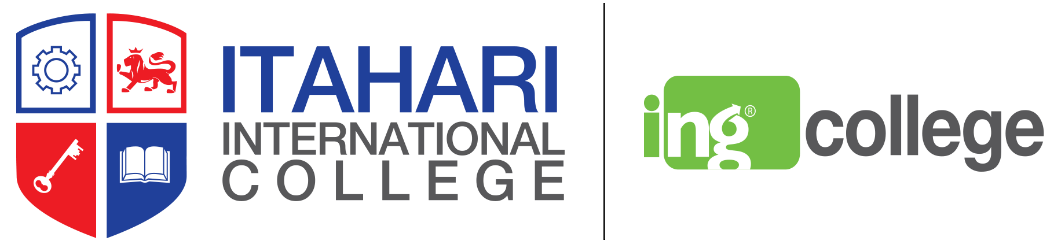 ITAHARI
INTERNATIONAL
COLLEGE
ing® college